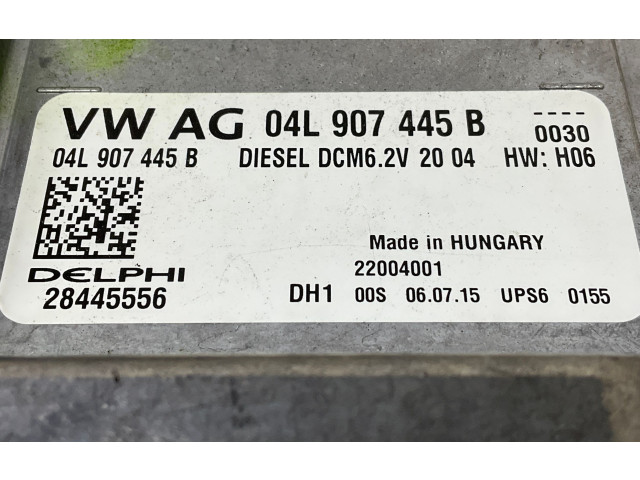 VW AG 04L 907 445 B ----
0030
04L 907 445 B DIESEL DCM6.2V 20 04 HW: H06
Made in HUNGARY
DELPHI 22004001
28445556 DH1 00S 06.07.15 UPS6 0155